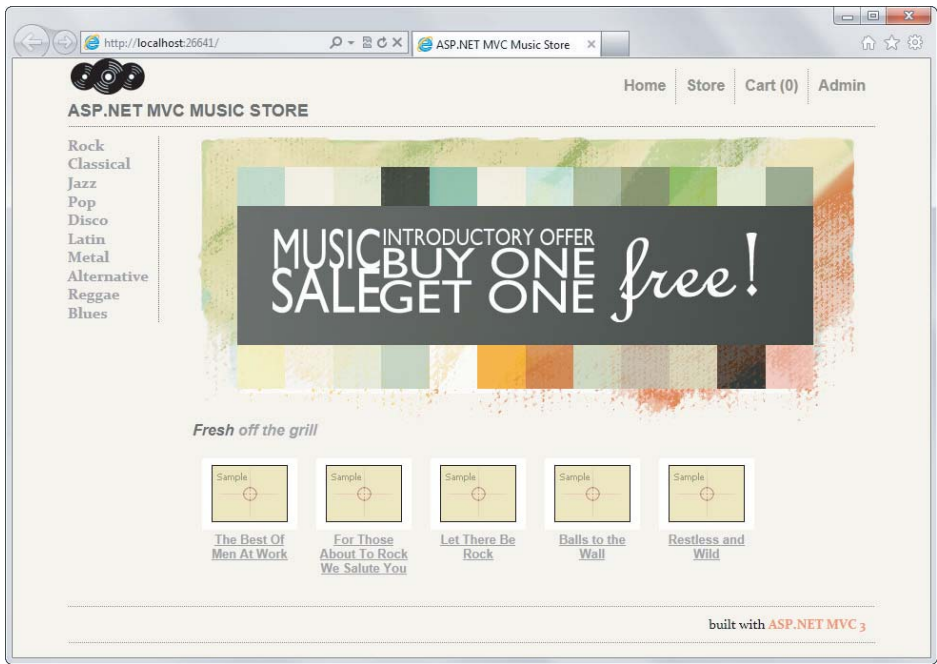 http://localhost:26641/
ASP.NET MVC Music Store
Home Store Cart (0) Admin
ASP.NET MVC MUSIC STORE
Rock
Classical
Jazz
Pop
Disco
Latin
Metal
Alternative
Reggae
Blues
MUSIC SALE
INTRODUCTORY OFFER
BUY ONE
GET ONE
free!
Fresh off the grill
Sample Sample Sample Sample Sample
The Best Of
Men At Work
For Those
About To Rock
We Salute You
Let There Be
Rock
Balls to the
Wall
Restless and
Wild
built with ASP.NET MVC 3